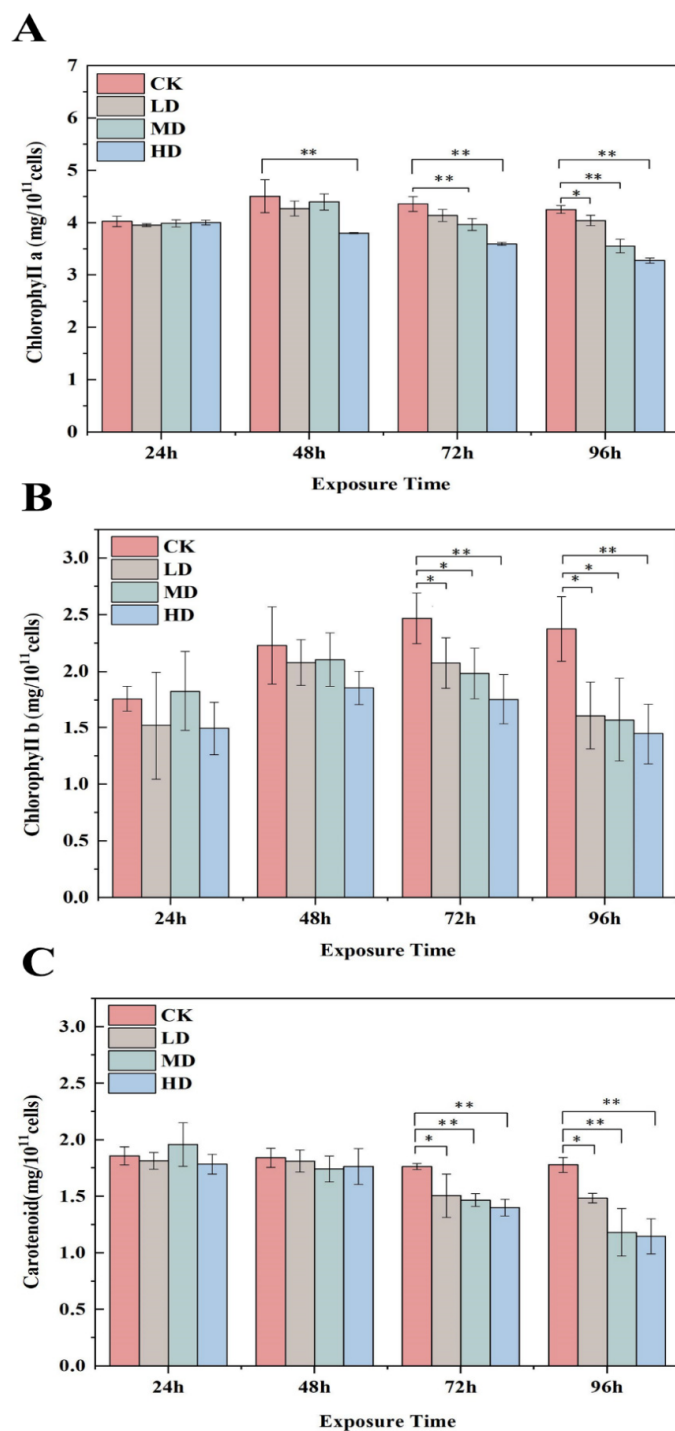 A
7
6
5
4
3
2
1
0
CK
LD
MD
HD
**
**
**
**
**
*
24h
48h
72h
96h
ChlorophyII a (mg/10¹¹cells)
Exposure Time
B
3.0
2.5
2.0
1.5
1.0
0.5
0.0
CK
LD
MD
HD
**
*
*
**
*
*
24h
48h
72h
96h
ChlorophyII b (mg/10¹¹cells)
Exposure Time
C
3.0
2.5
2.0
1.5
1.0
0.5
0.0
CK
LD
MD
HD
**
**
*
**
**
*
24h
48h
72h
96h
Carotenoid(mg/10¹¹cells)
Exposure Time